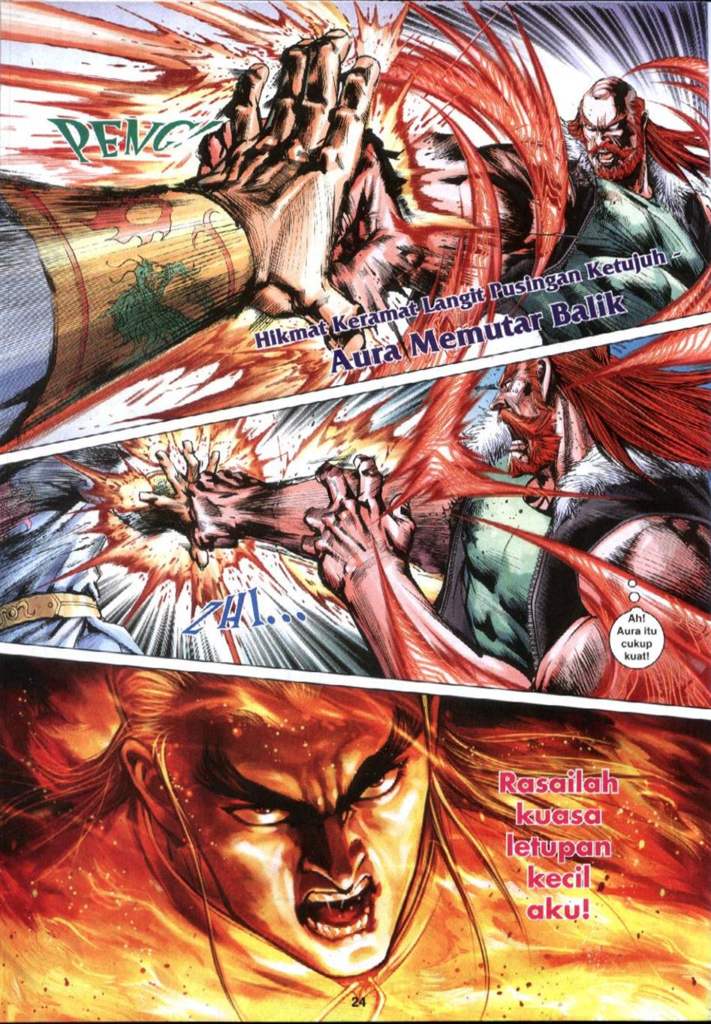 PENG
Hikmat Keramat Langit Pusingan Ketujuh -
Aura Memutar Balik
ZHI...
Ah!
Aura itu
cukup
kuat!
Rasailah
kuasa
letupan
kecil
aku!
24